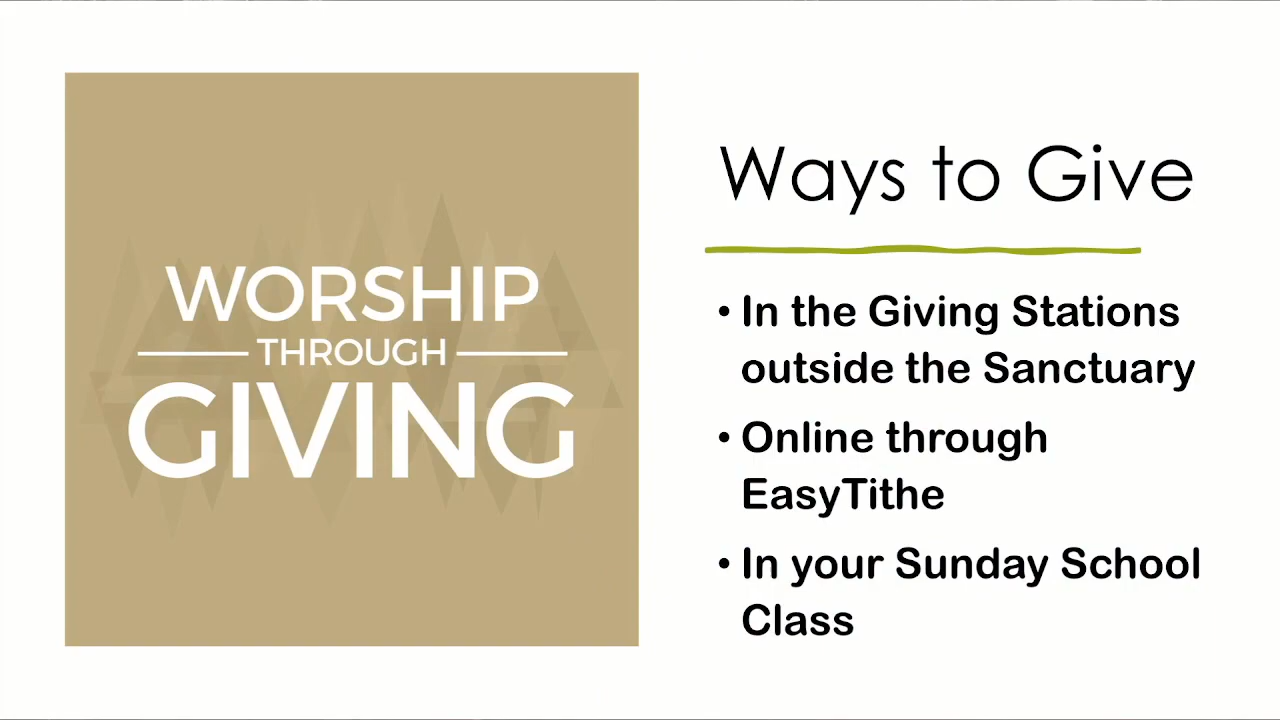 WORSHIP
THROUGH
GIVING
Ways to Give
• In the Giving Stations
outside the Sanctuary
• Online through
EasyTithe
• In your Sunday School
Class